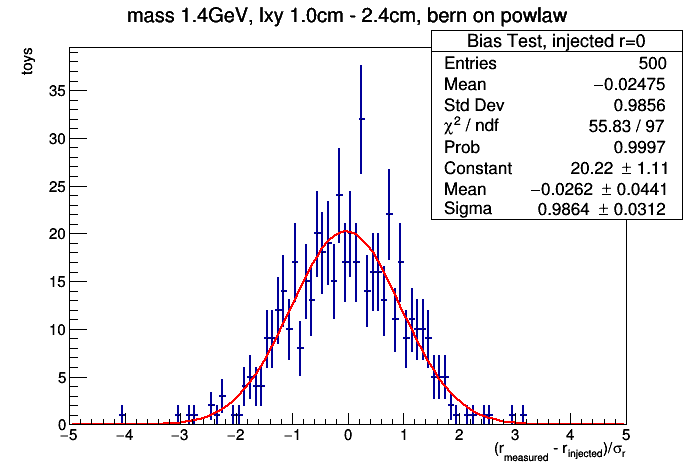 mass 1.4GeV, lxy 1.0cm - 2.4cm, bern on powlaw
toys
Bias Test, injected r=0
Entries 500
Mean −0.02475
Std Dev 0.9856
χ² / ndf 55.83 / 97
Prob 0.9997
Constant 20.22 ± 1.11
Mean −0.0262 ± 0.0441
Sigma 0.9864 ± 0.0312
35
30
25
20
15
10
5
0
−5 −4 −3 −2 −1 0 1 2 3 4 5
(r_measured - r_injected)/σ_r